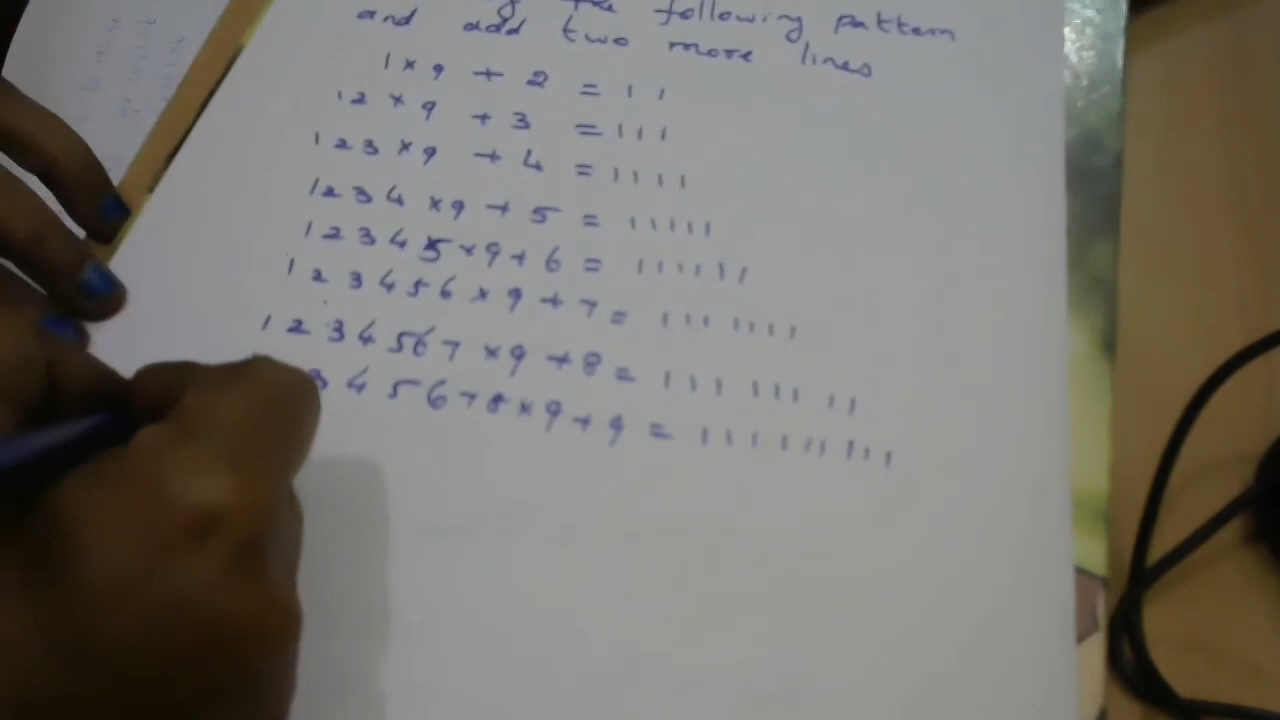 the following pattern
and add two more lines
1 × 9 + 2 = 11
12 × 9 + 3 = 111
123 × 9 + 4 = 1111
1234 × 9 + 5 = 11111
12345 × 9 + 6 = 111111
123456 × 9 + 7 = 1111111
1234567 × 9 + 8 = 11111111
345678 × 9 + 9 = 111111111